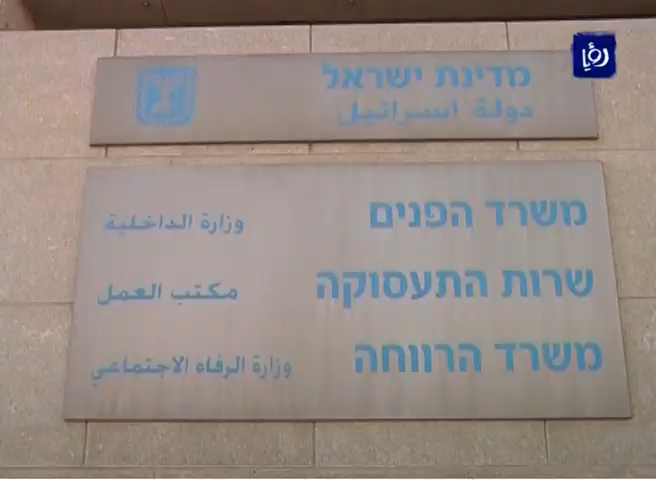 رؤيا
מדינת ישראל
دولة اسرائيل
משרד הפנים
وزارة الداخلية
שרות התעסוקה
مكتب العمل
משרד הרווחה
وزارة الرفاه الاجتماعي